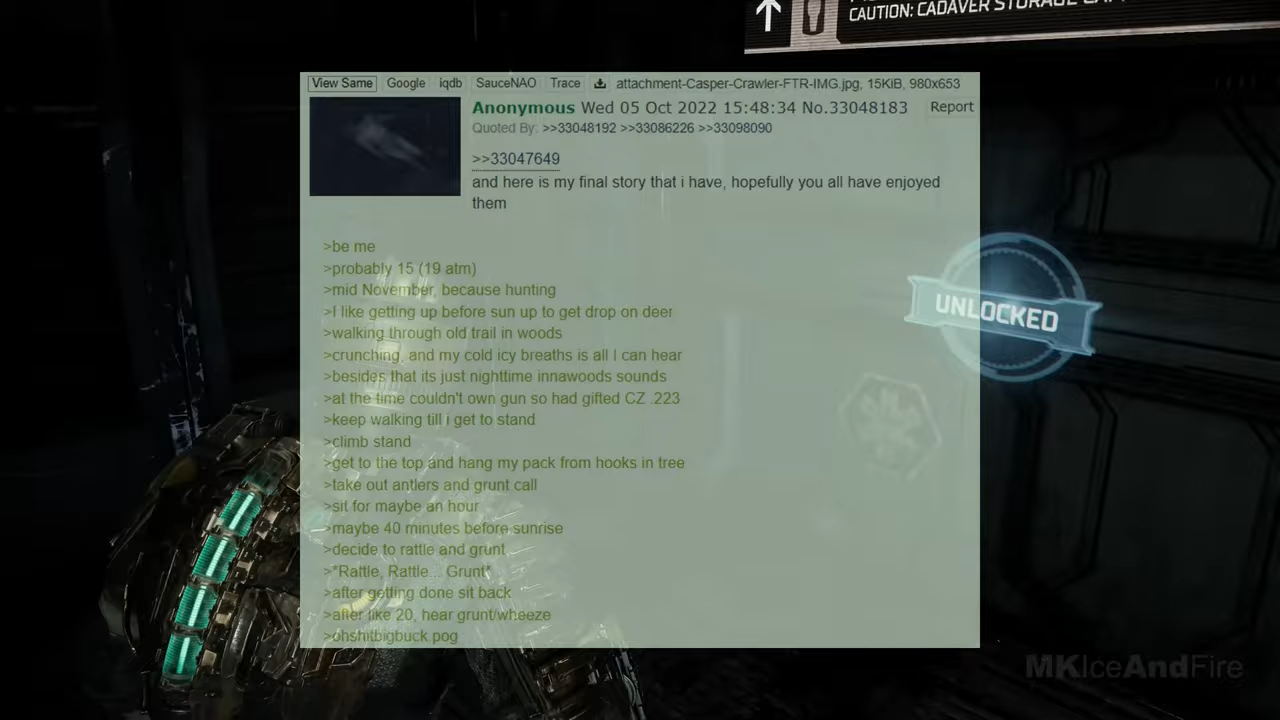 CAUTION: CADAVER STORAGE
View Same Google iqdb SauceNAO Trace attachment-Casper-Crawler-FTR-IMG.jpg, 15KiB, 980x653
Anonymous Wed 05 Oct 2022 15:48:34 No.33048183 Report
Quoted By: >>33048192 >>33086226 >>33098090
>>33047649
and here is my final story that i have, hopefully you all have enjoyed
them
>be me
>probably 15 (19 atm)
>mid November, because hunting
>I like getting up before sun up to get drop on deer
>walking through old trail in woods
>crunching, and my cold icy breaths is all I can hear
>besides that its just nighttime innawoods sounds
>at the time couldn't own gun so had gifted CZ .223
>keep walking till i get to stand
>climb stand
>get to the top and hang my pack from hooks in tree
>take out antlers and grunt call
>sit for maybe an hour
>maybe 40 minutes before sunrise
>decide to rattle and grunt
>*Rattle, Rattle... Grunt*
>after getting done sit back
>after like 20, hear grunt/wheeze
>ohshitbigbuck pog
UNLOCKED
MKIceAndFire